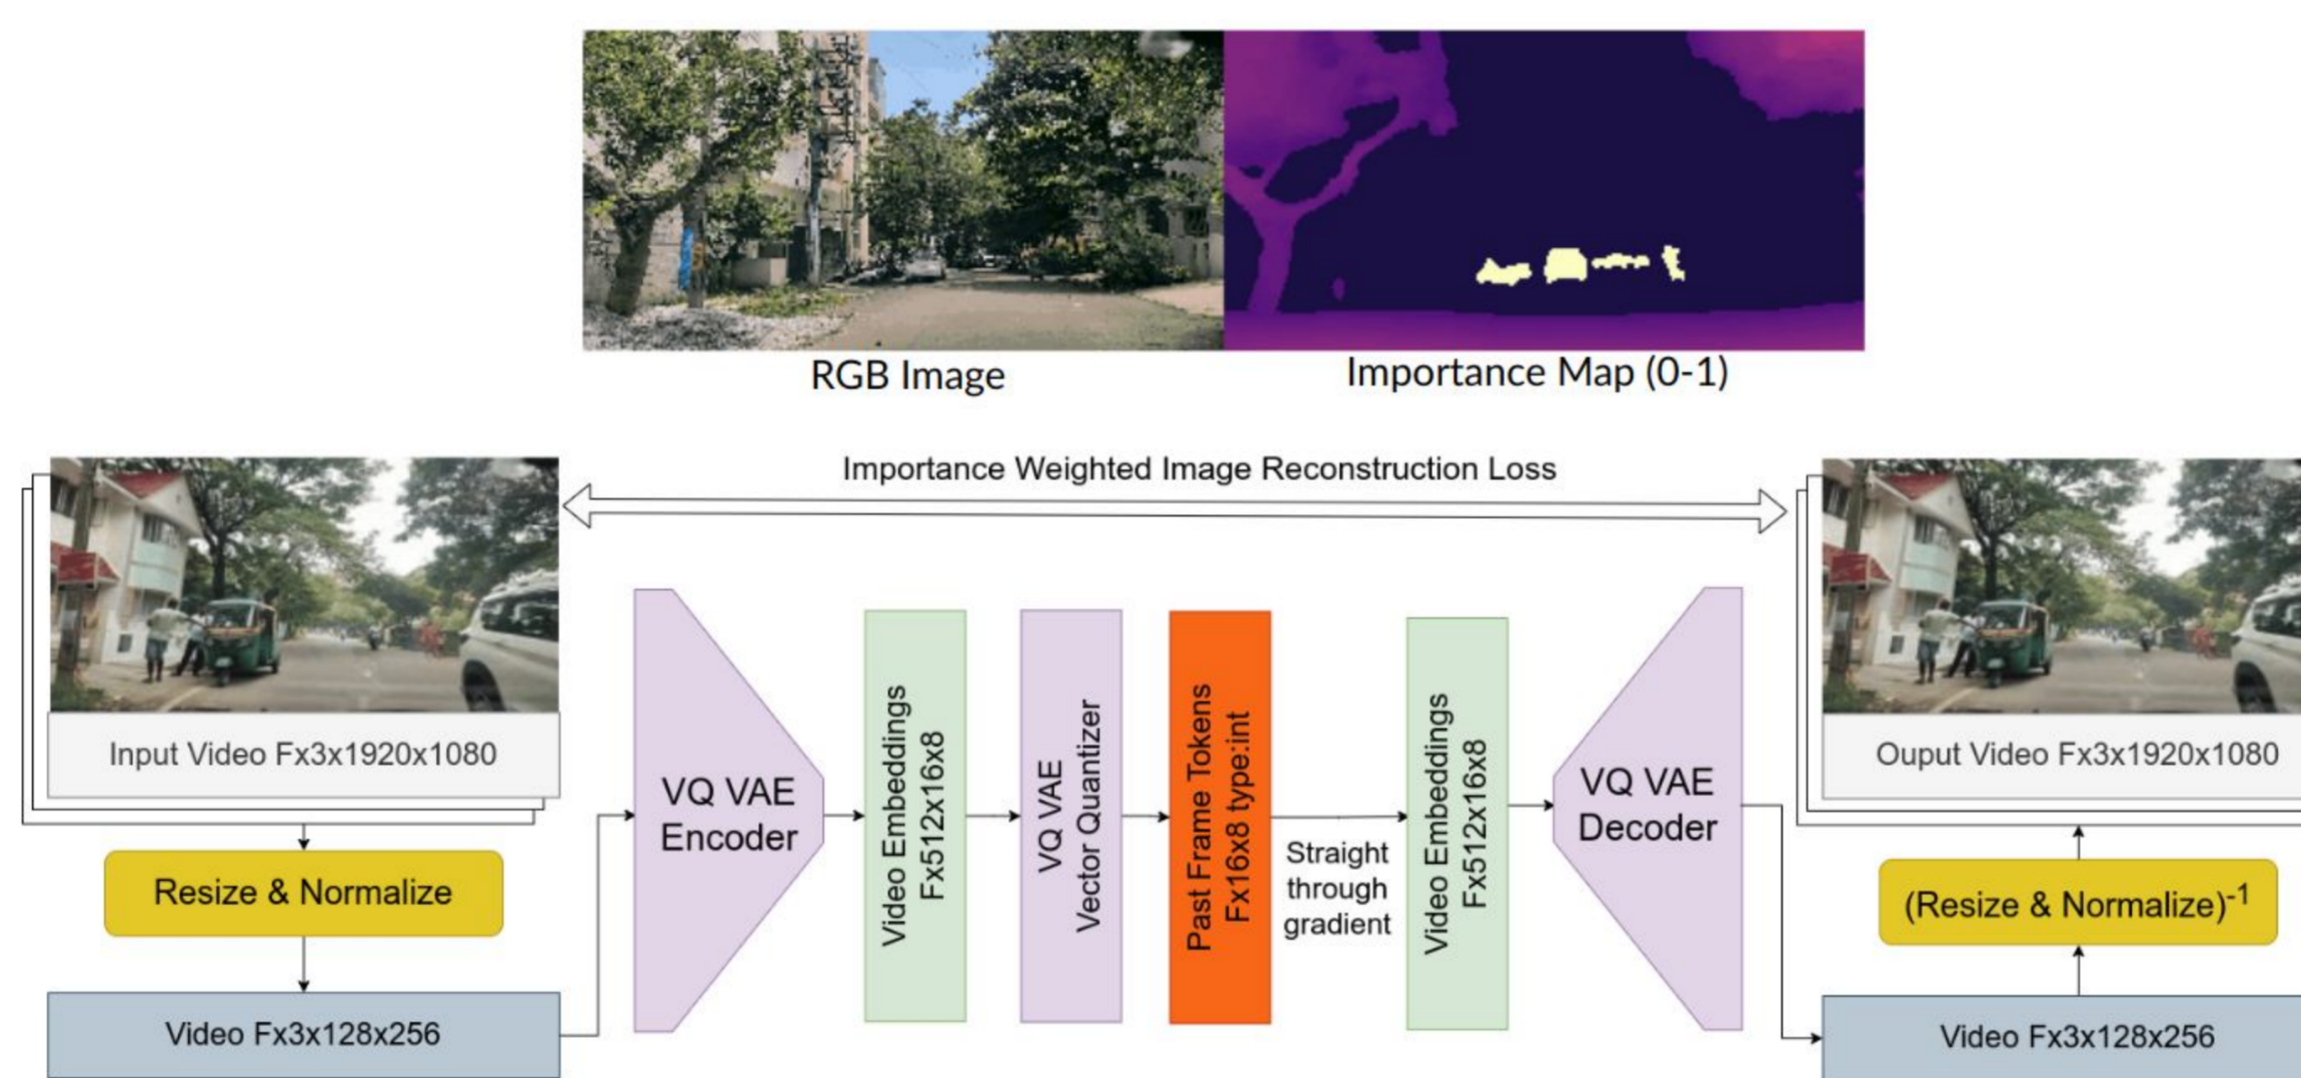 RGB Image
Importance Map (0-1)
Importance Weighted Image Reconstruction Loss
Input Video Fx3x1920x1080
Resize & Normalize
Video Fx3x128x256
VQ VAE
Encoder
Video Embeddings
Fx512x16x8
VQ VAE
Vector Quantizer
Past Frame Tokens
Fx16x8 type:int
Straight
through
gradient
Video Embeddings
Fx512x16x8
VQ VAE
Decoder
Ouput Video Fx3x1920x1080
(Resize & Normalize)-1
Video Fx3x128x256